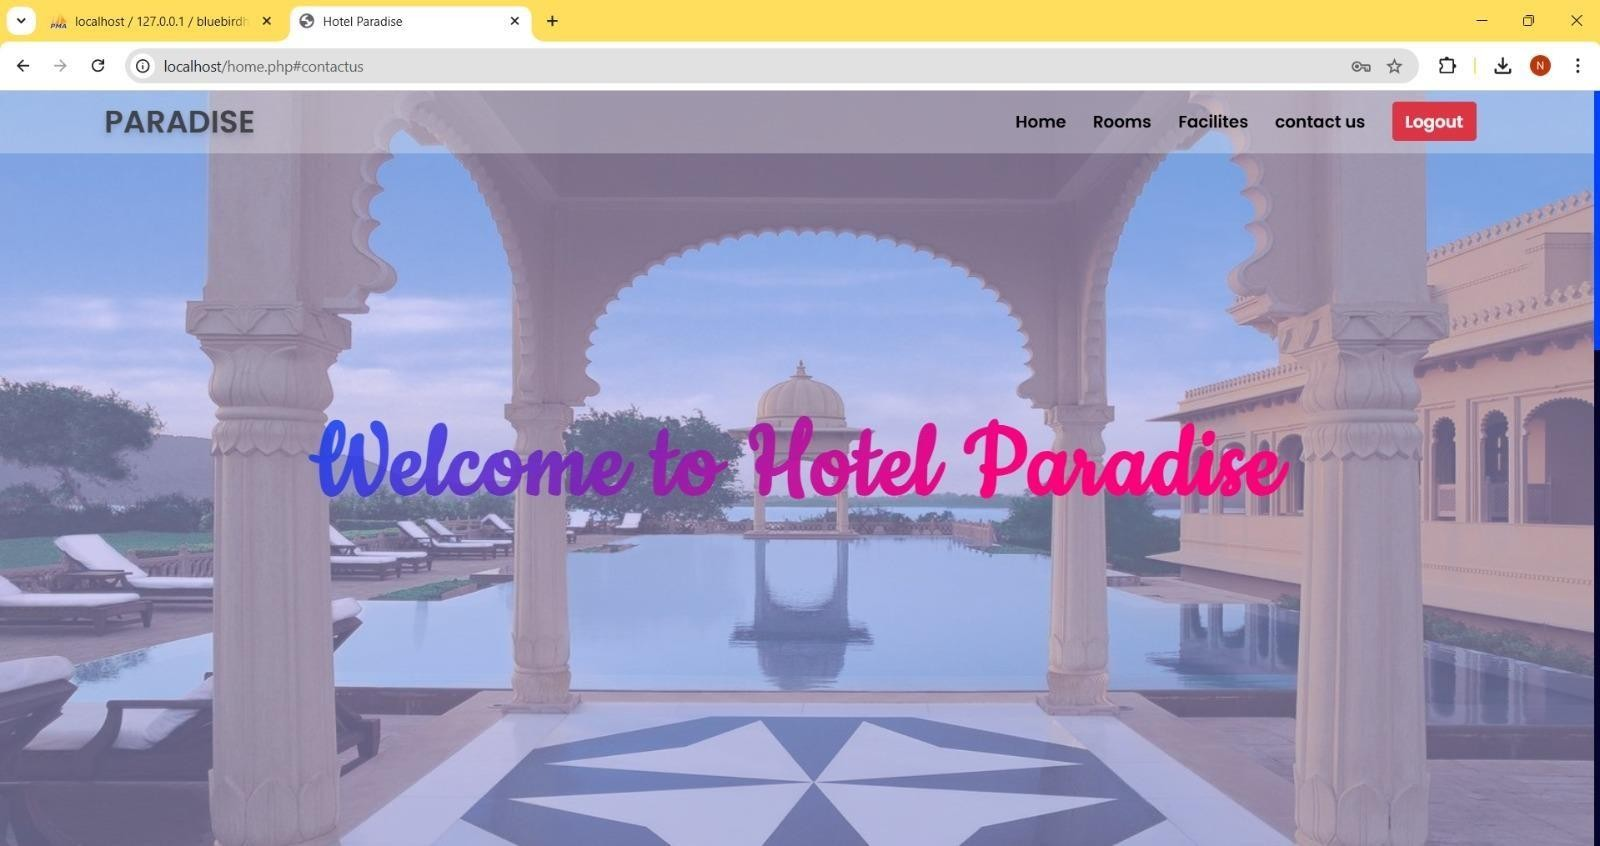 localhost / 127.0.0.1 / bluebirdh
Hotel Paradise
localhost/home.php#contactus
N
PARADISE
Home
Rooms
Facilites
contact us
Logout
Welcome to Hotel Paradise